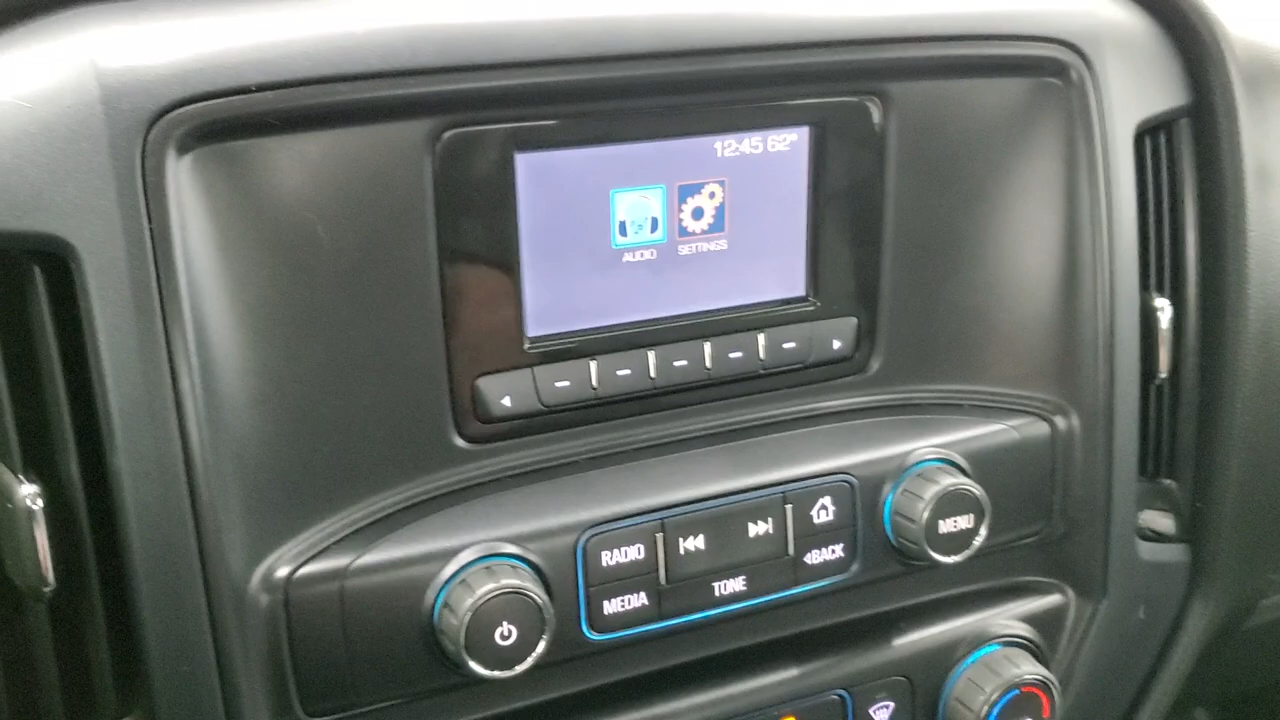 12:45 62°
AUDIO SETTINGS
RADIO
MENU
BACK
MEDIA TONE